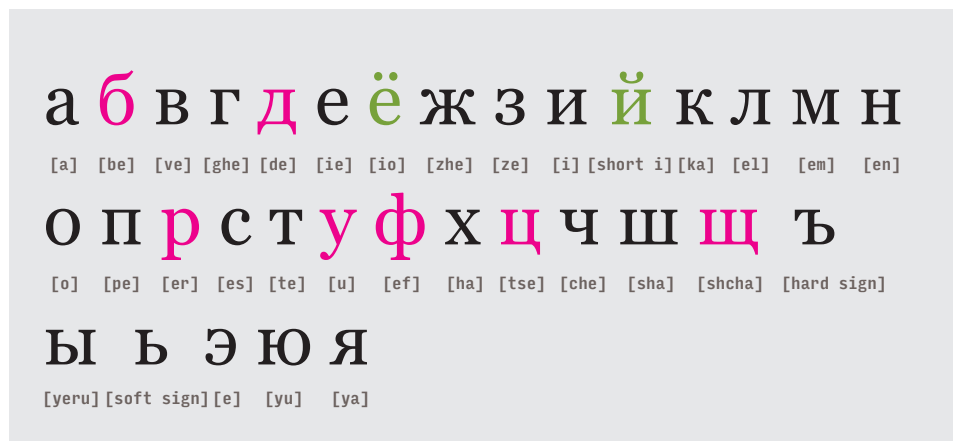 а б в г д е ё ж з и й к л м н
[a] [be] [ve] [ghe] [de] [ie] [io] [zhe] [ze] [i] [short i] [ka] [el] [em] [en]
о п р с т у ф х ц ч ш щ ъ
[o] [pe] [er] [es] [te] [u] [ef] [ha] [tse] [che] [sha] [shcha] [hard sign]
ы ь э ю я
[yeru] [soft sign] [e] [yu] [ya]